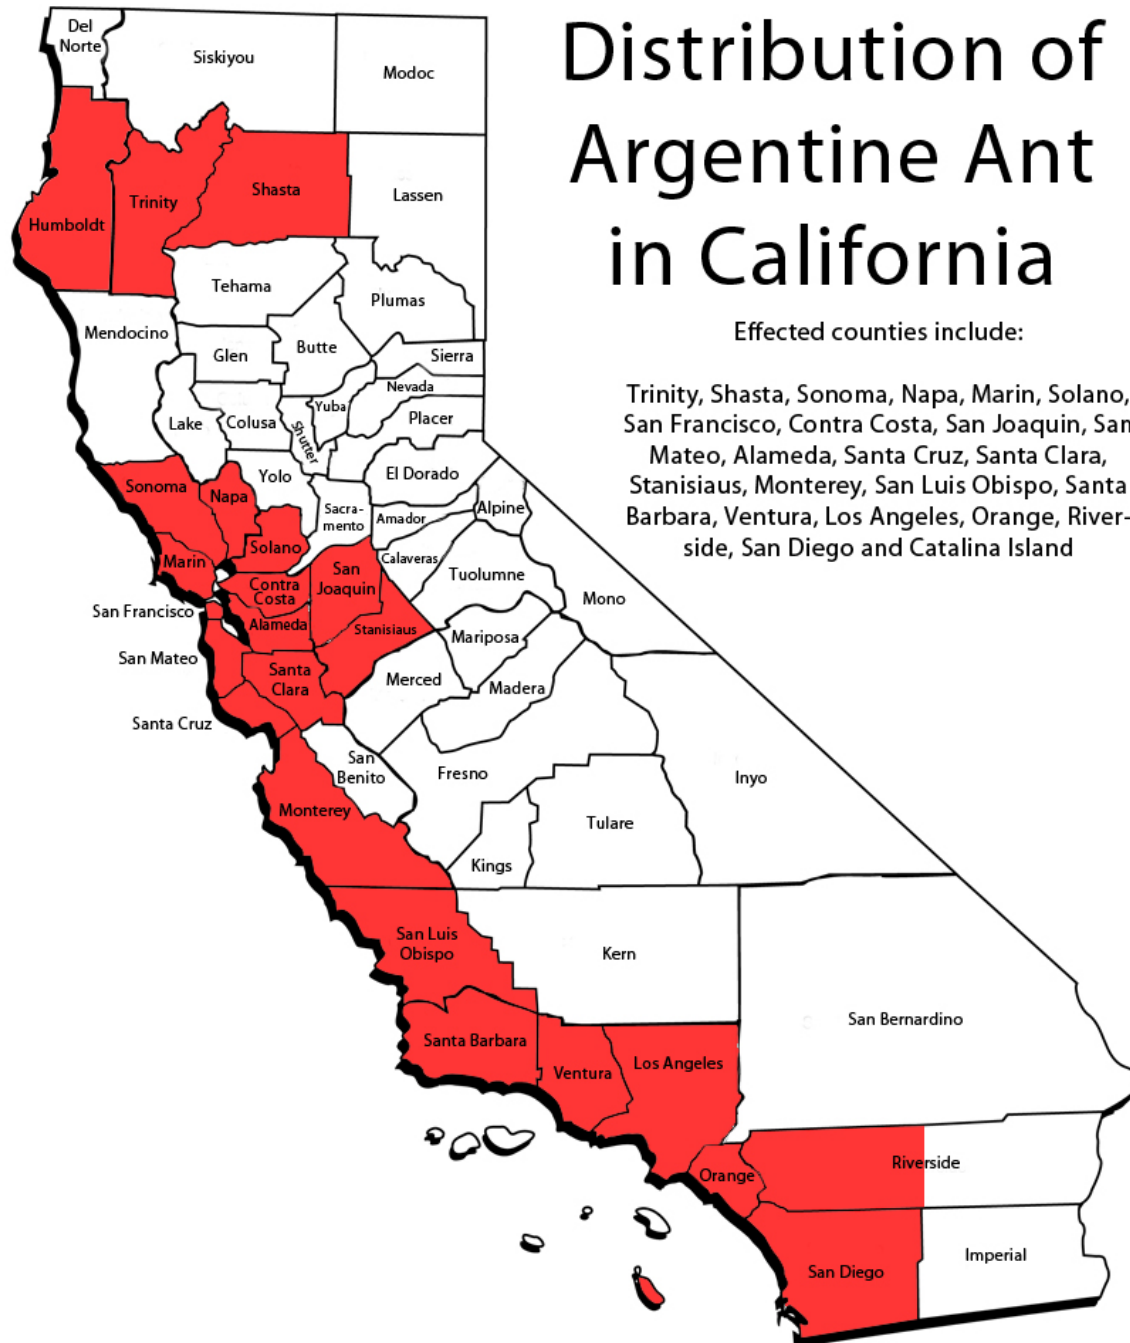 Distribution of
Argentine Ant
in California
Effected counties include:
Trinity, Shasta, Sonoma, Napa, Marin, Solano,
San Francisco, Contra Costa, San Joaquin, San
Mateo, Alameda, Santa Cruz, Santa Clara,
Stanisiaus, Monterey, San Luis Obispo, Santa
Barbara, Ventura, Los Angeles, Orange, River-
side, San Diego and Catalina Island
Del
Norte
Siskiyou
Modoc
Humboldt
Trinity
Shasta
Lassen
Tehama
Plumas
Mendocino
Glen
Butte
Sierra
Nevada
Yuba
Placer
Lake
Colusa
Shutter
Yolo
El Dorado
Sonoma
Napa
Sacra-
mento
Amador
Alpine
Solano
Marin
Calaveras
San
Joaquin
Tuolumne
Contra
Costa
Mono
San Francisco
Alameda
Stanisiaus
Mariposa
San Mateo
Santa
Clara
Merced
Madera
Santa Cruz
San
Benito
Fresno
Inyo
Monterey
Tulare
Kings
San Luis
Obispo
Kern
San Bernardino
Santa Barbara
Ventura
Los Angeles
Orange
Riverside
San Diego
Imperial